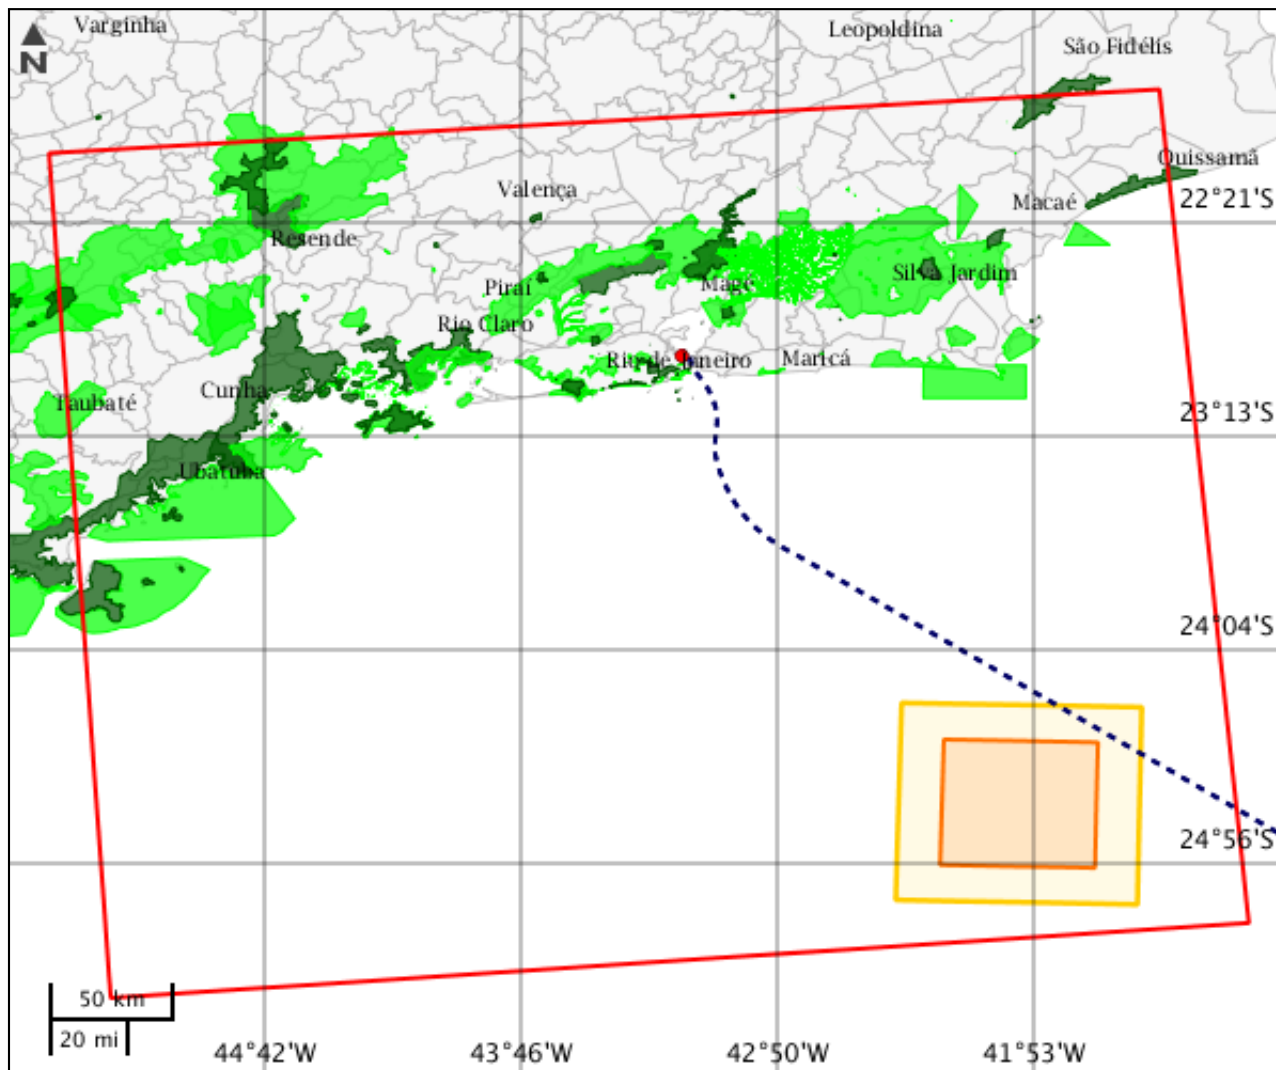 Varginha
Leopoldina
São Fidélis
N
Quissamã
Valença
Macaé
22°21'S
Resende
Silva Jardim
Piraí
Magé
Rio Claro
Rio de Janeiro
Maricá
Cunha
Taubaté
23°13'S
Ubatuba
24°04'S
24°56'S
50 km
20 mi
44°42'W
43°46'W
42°50'W
41°53'W